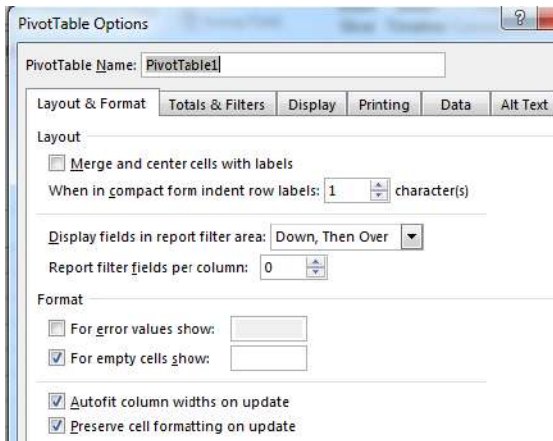 PivotTable Options
PivotTable Name: PivotTable1
Layout & Format Totals & Filters Display Printing Data Alt Text
Layout
Merge and center cells with labels
When in compact form indent row labels: 1 character(s)
Display fields in report filter area: Down, Then Over
Report filter fields per column: 0
Format
For error values show:
For empty cells show:
Autofit column widths on update
Preserve cell formatting on update